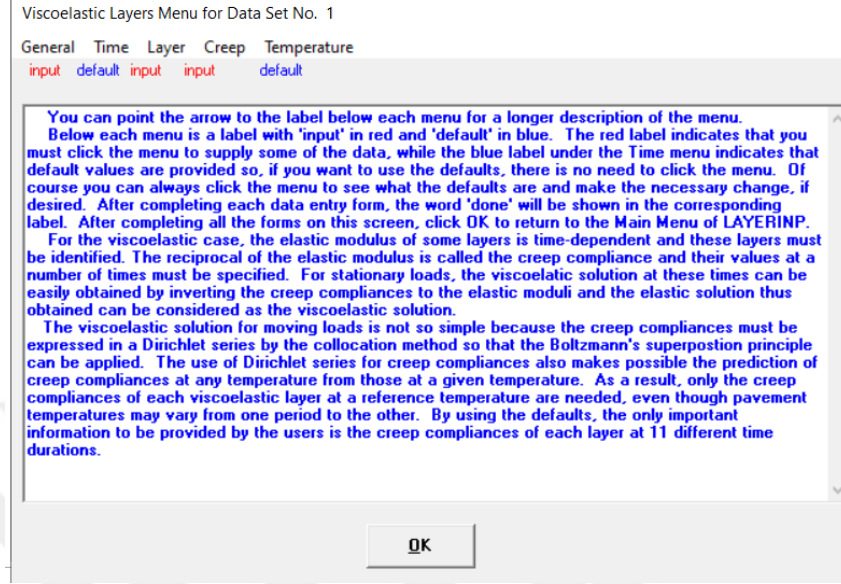 Viscoelastic Layers Menu for Data Set No. 1
General Time Layer Creep Temperature
input default input input default
You can point the arrow to the label below each menu for a longer description of the menu.
Below each menu is a label with 'input' in red and 'default' in blue. The red label indicates that you
must click the menu to supply some of the data, while the blue label under the Time menu indicates that
default values are provided so, if you want to use the defaults, there is no need to click the menu. Of
course you can always click the menu to see what the defaults are and make the necessary change, if
desired. After completing each data entry form, the word 'done' will be shown in the corresponding
label. After completing all the forms on this screen, click OK to return to the Main Menu of LAYERINP.
For the viscoelastic case, the elastic modulus of some layers is time-dependent and these layers must
be identified. The reciprocal of the elastic modulus is called the creep compliance and their values at a
number of times must be specified. For stationary loads, the viscoelatic solution at these times can be
easily obtained by inverting the creep compliances to the elastic moduli and the elastic solution thus
obtained can be considered as the viscoelastic solution.
The viscoelastic solution for moving loads is not so simple because the creep compliances must be
expressed in a Dirichlet series by the collocation method so that the Boltzmann's superpostion principle
can be applied. The use of Dirichlet series for creep compliances also makes possible the prediction of
creep compliances at any temperature from those at a given temperature. As a result, only the creep
compliances of each viscoelastic layer at a reference temperature are needed, even though pavement
temperatures may vary from one period to the other. By using the defaults, the only important
information to be provided by the users is the creep compliances of each layer at 11 different time
durations.
OK